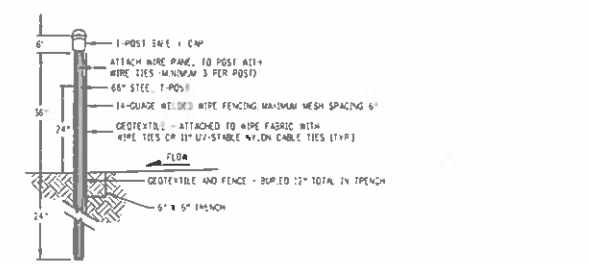 6"
T-POST SAFE T CAP
ATTACH WIRE PANEL TO POST WITH
WIRE TIES (MINIMUM 3 PER POST)
66" STEEL T-POST
36"
14-GUAGE WELDED WIRE FENCING, MAXIMUM MESH SPACING 6"
24"
GEOTEXTILE - ATTACHED TO WIRE FABRIC WITH
WIRE TIES OR 11" UV-STABLE NYLON CABLE TIES (TYP)
FLOW
GEOTEXTILE AND FENCE - BURIED 12" TOTAL IN TRENCH
6" X 6" TRENCH
24"